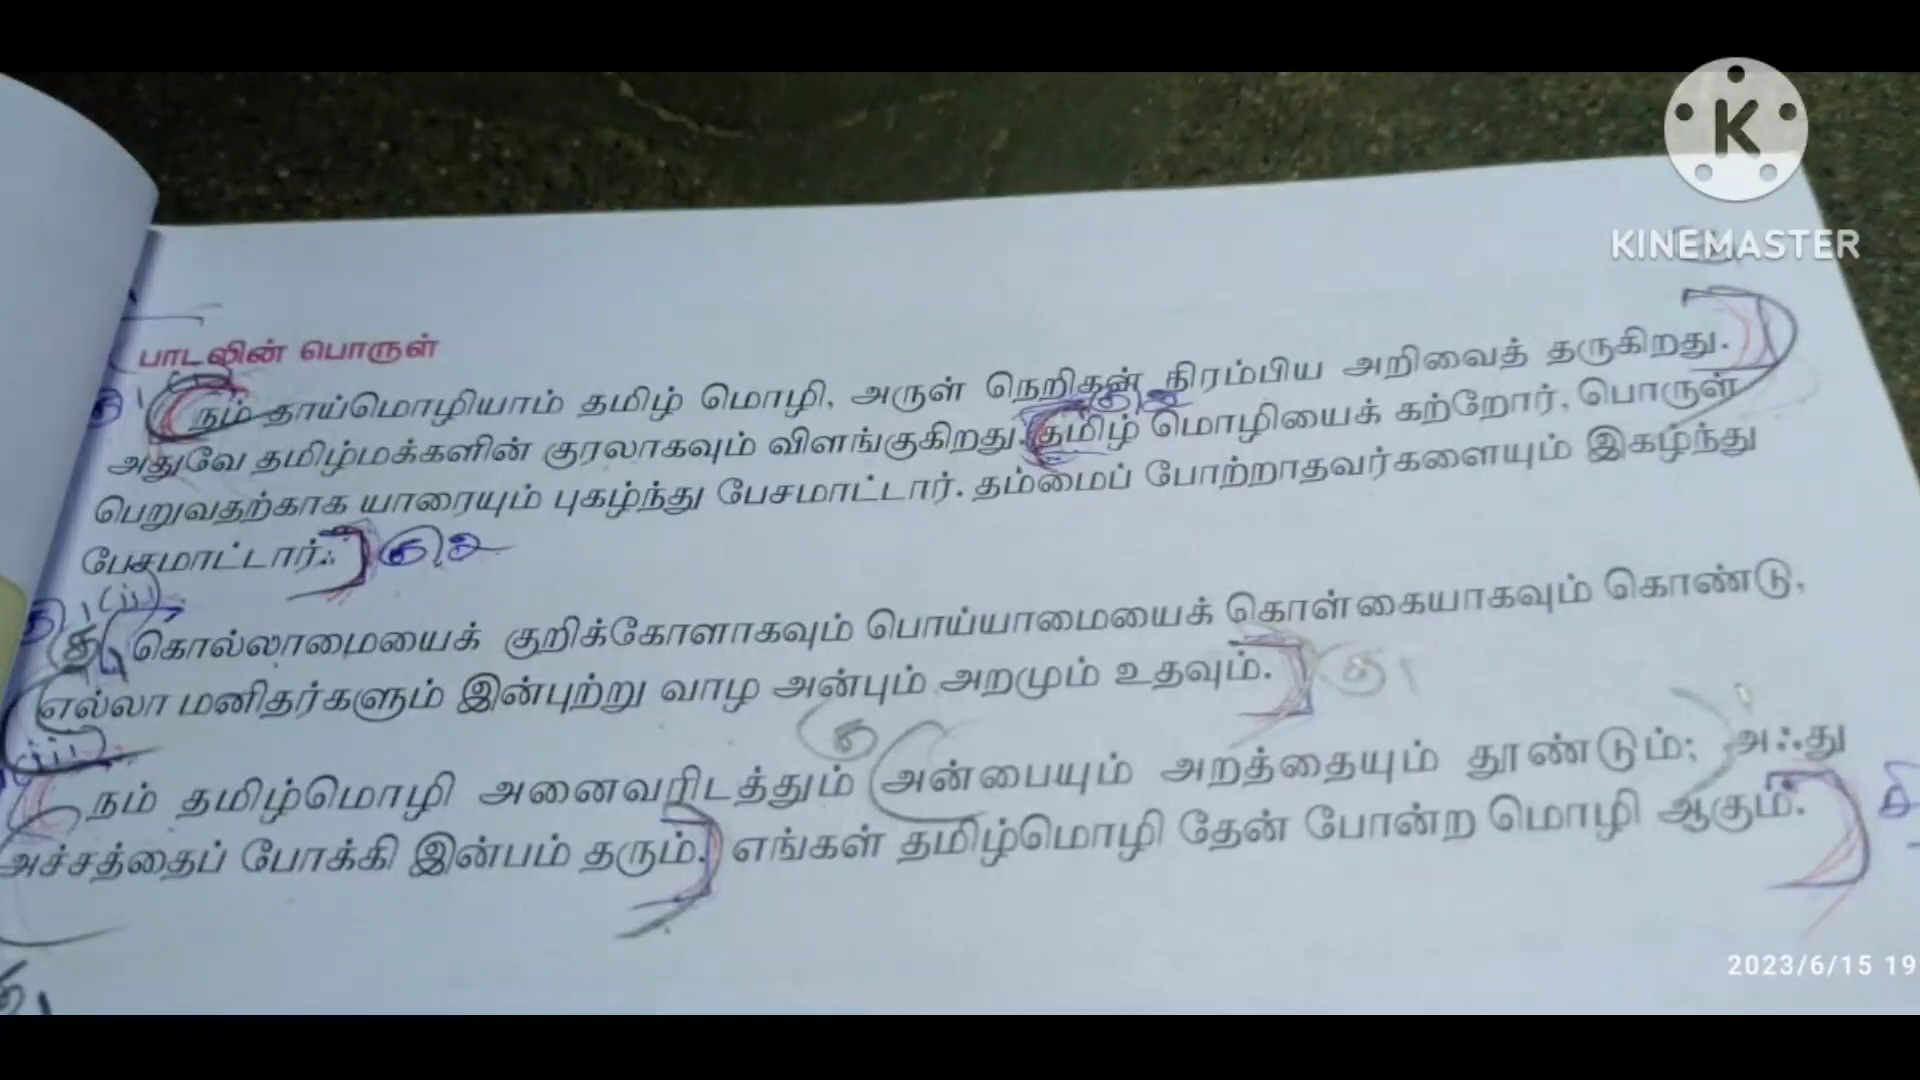 KINEMASTER
பாடலின் பொருள்
நம் தாய்மொழியாம் தமிழ் மொழி, அருள் நெறிகள் நிரம்பிய அறிவைத் தருகிறது.
அதுவே தமிழ்மக்களின் குரலாகவும் விளங்குகிறது. தமிழ் மொழியைக் கற்றோர், பொருள்
பெறுவதற்காக யாரையும் புகழ்ந்து பேசமாட்டார். தம்மைப் போற்றாதவர்களையும் இகழ்ந்து
பேசமாட்டார்.
(ii)
கொல்லாமையைக் குறிக்கோளாகவும் பொய்யாமையைக் கொள்கையாகவும் கொண்டு,
எல்லா மனிதர்களும் இன்புற்று வாழ அன்பும் அறமும் உதவும்.
(iii)
நம் தமிழ்மொழி அனைவரிடத்தும் அன்பையும் அறத்தையும் தூண்டும்; அஃது
அச்சத்தைப் போக்கி இன்பம் தரும். எங்கள் தமிழ்மொழி தேன் போன்ற மொழி ஆகும்.
2023/6/15 19